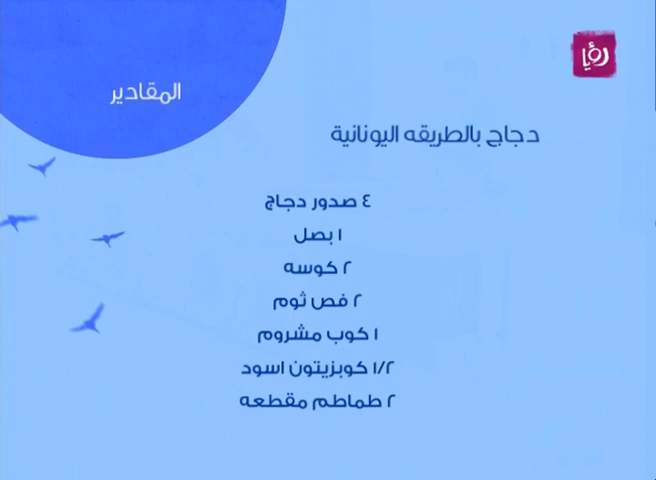 رؤيا
المقادير
دجاج بالطريقه اليونانية
٤ صدور دجاج
١ بصل
٢ كوسه
٢ فص ثوم
١ كوب مشروم
١/٢ كوبزيتون اسود
٢ طماطم مقطعه